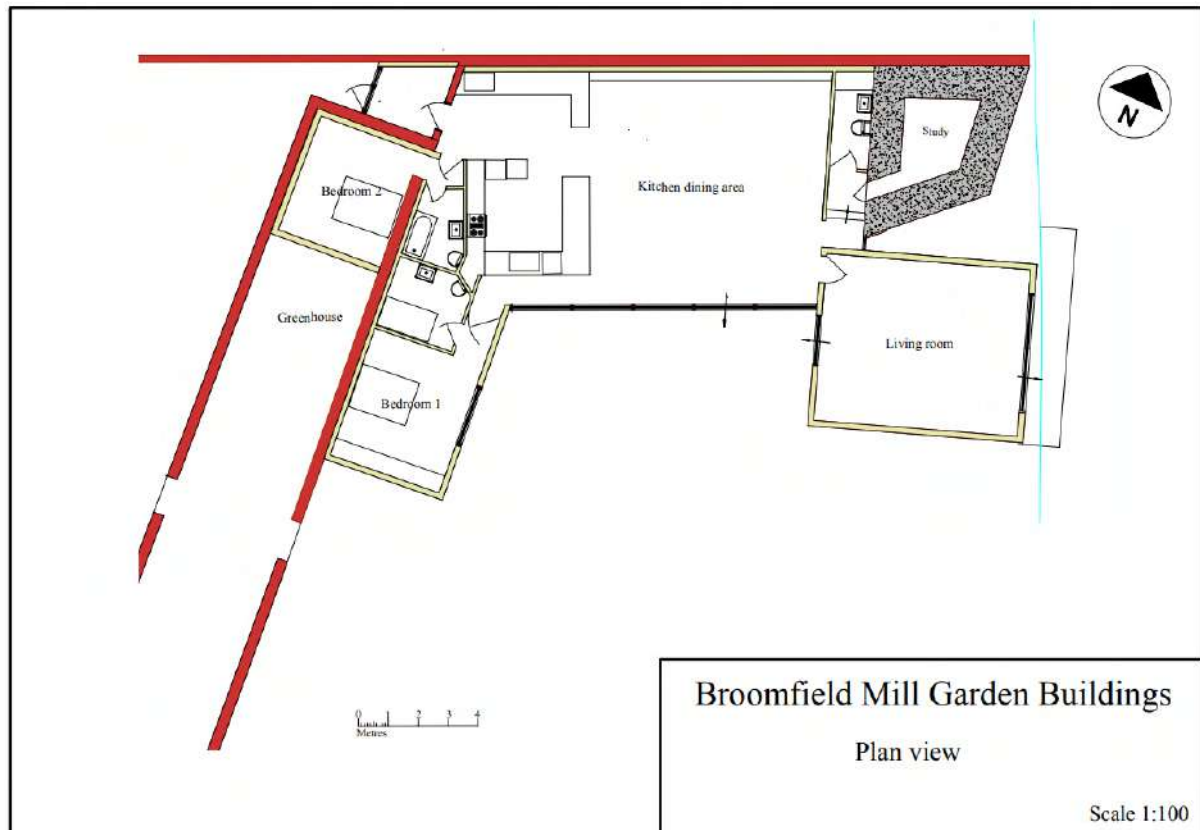 N
Study
Bedroom 2
Kitchen dining area
Greenhouse
Living room
Bedroom 1
0 2 3 4
Metres
Broomfield Mill Garden Buildings
Plan view
Scale 1:100